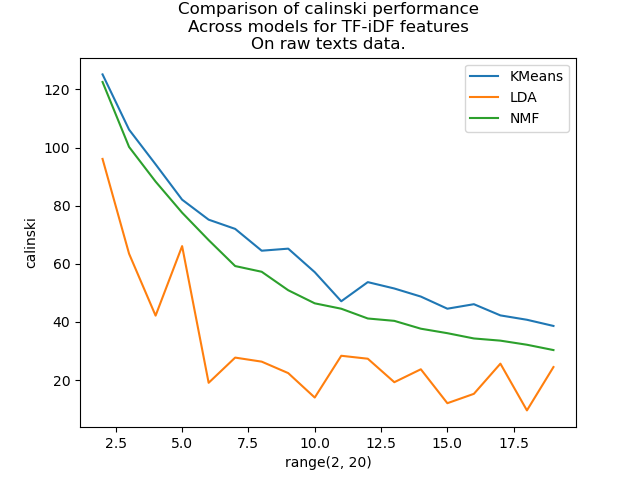 Comparison of calinski performance
Across models for TF-iDF features
On raw texts data.
KMeans
LDA
NMF
120
100
80
60
40
20
calinski
2.5 5.0 7.5 10.0 12.5 15.0 17.5
range(2, 20)